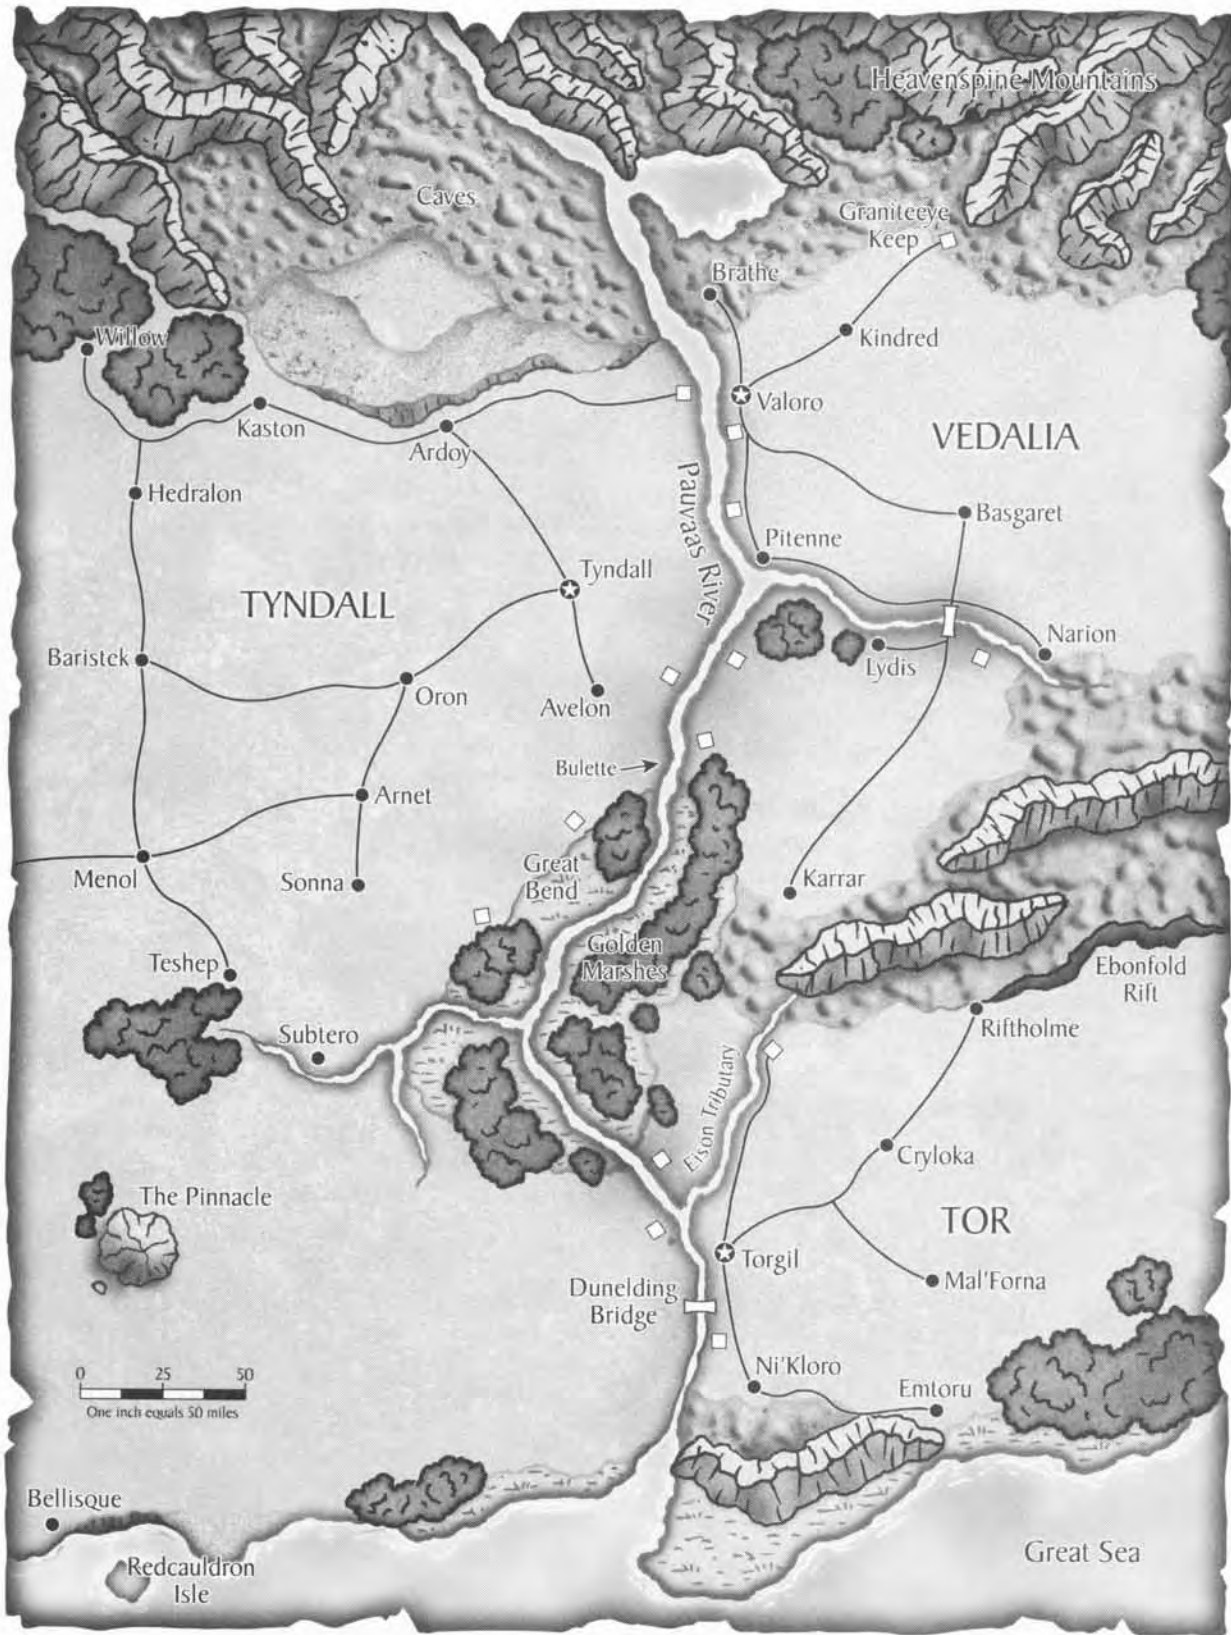 Heavenspine Mountains
Caves
Graniteeye
Keep
Brathe
Willow
Kindred
Kaston
Valoro
Ardoy
VEDALIA
Hedralon
Pauvaas River
Basgaret
Pitenne
Tyndall
TYNDALL
Narion
Baristek
Lydis
Oron
Avelon
Bulette
Arnet
Great
Bend
Menol
Sonna
Karrar
Golden
Marshes
Teshep
Ebonfold
Rift
Riftholme
Subtero
Eison Tributary
Cryloka
The Pinnacle
TOR
Torgil
Mal'Forna
Dunelding
Bridge
0 25 50
One inch equals 50 miles
Ni'Kloro
Emtoru
Bellisque
Great Sea
Redcauldron
Isle